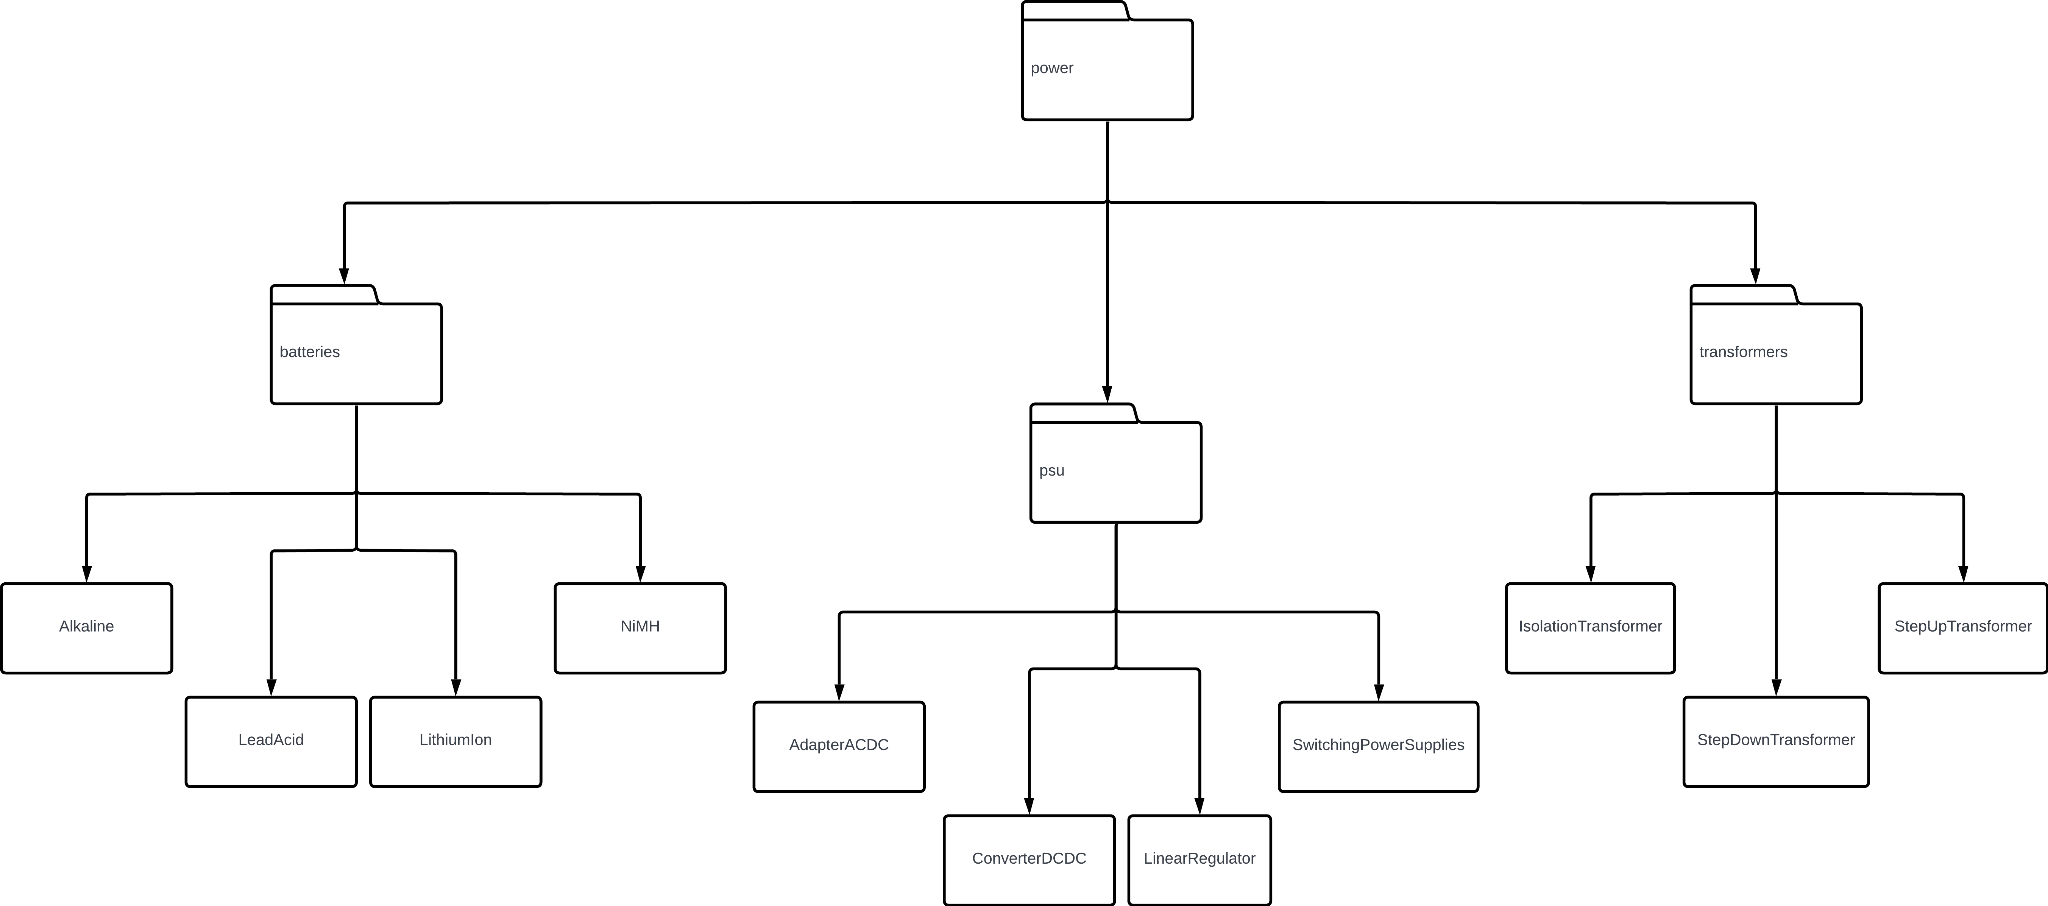 power
batteries
transformers
psu
Alkaline
NiMH
IsolationTransformer
StepUpTransformer
LeadAcid
LithiumIon
StepDownTransformer
AdapterACDC
SwitchingPowerSupplies
ConverterDCDC
LinearRegulator